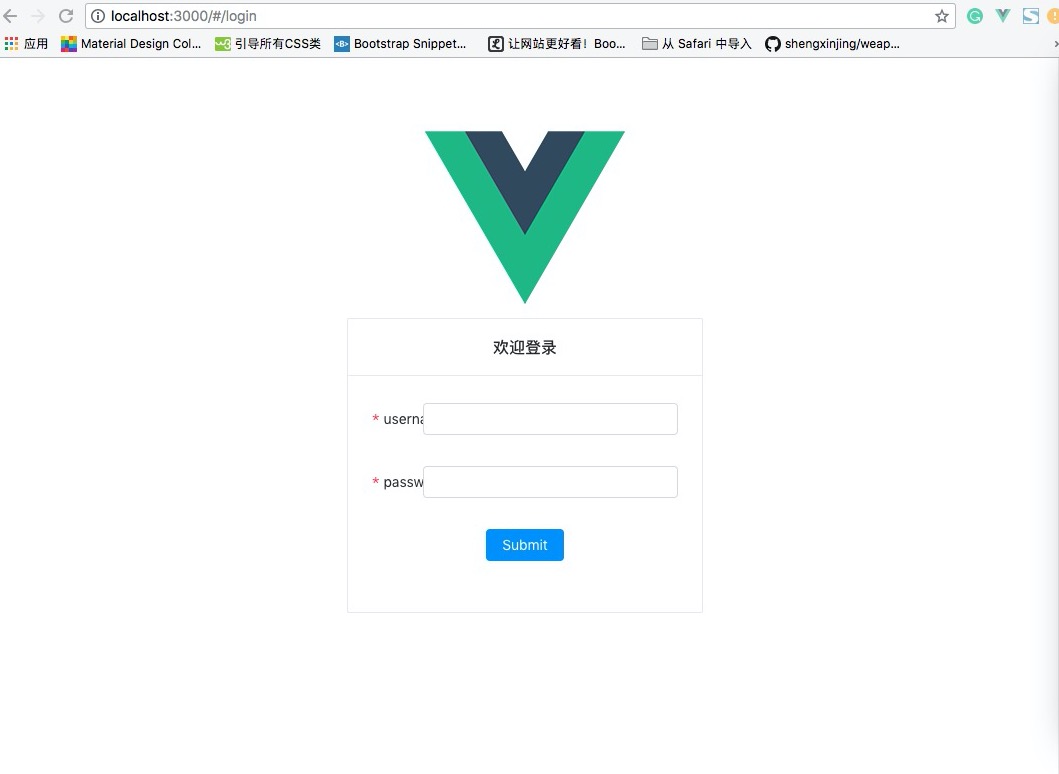 localhost:3000/#/login
应用 Material Design Col... 引导所有CSS类 Bootstrap Snippet... 让网站更好看！Boo... 从 Safari 中导入 shengxinjing/weap...
欢迎登录
* userna
* passw
Submit